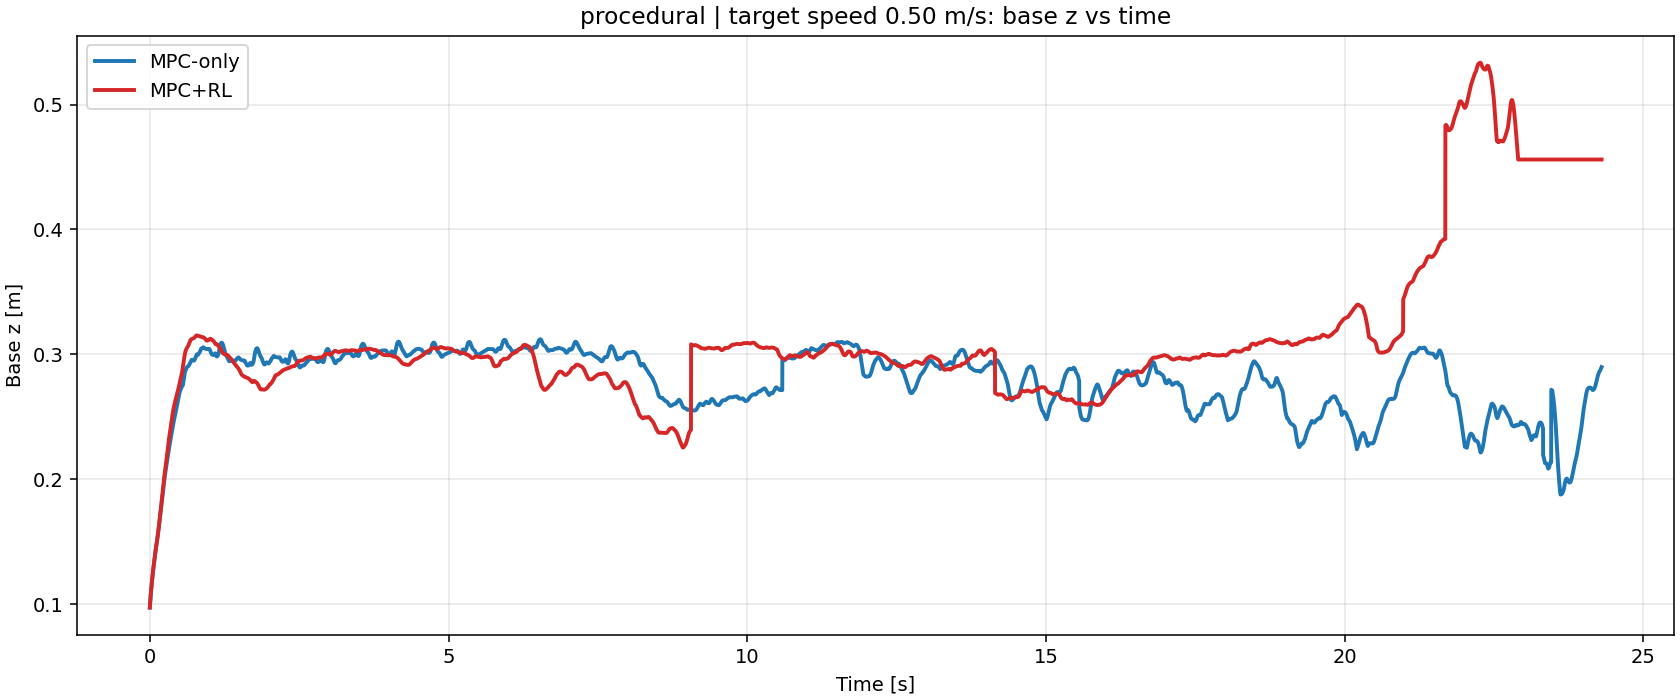 procedural | target speed 0.50 m/s: base z vs time
MPC-only
MPC+RL
Base z [m]
0.5
0.4
0.3
0.2
0.1
0 5 10 15 20 25
Time [s]